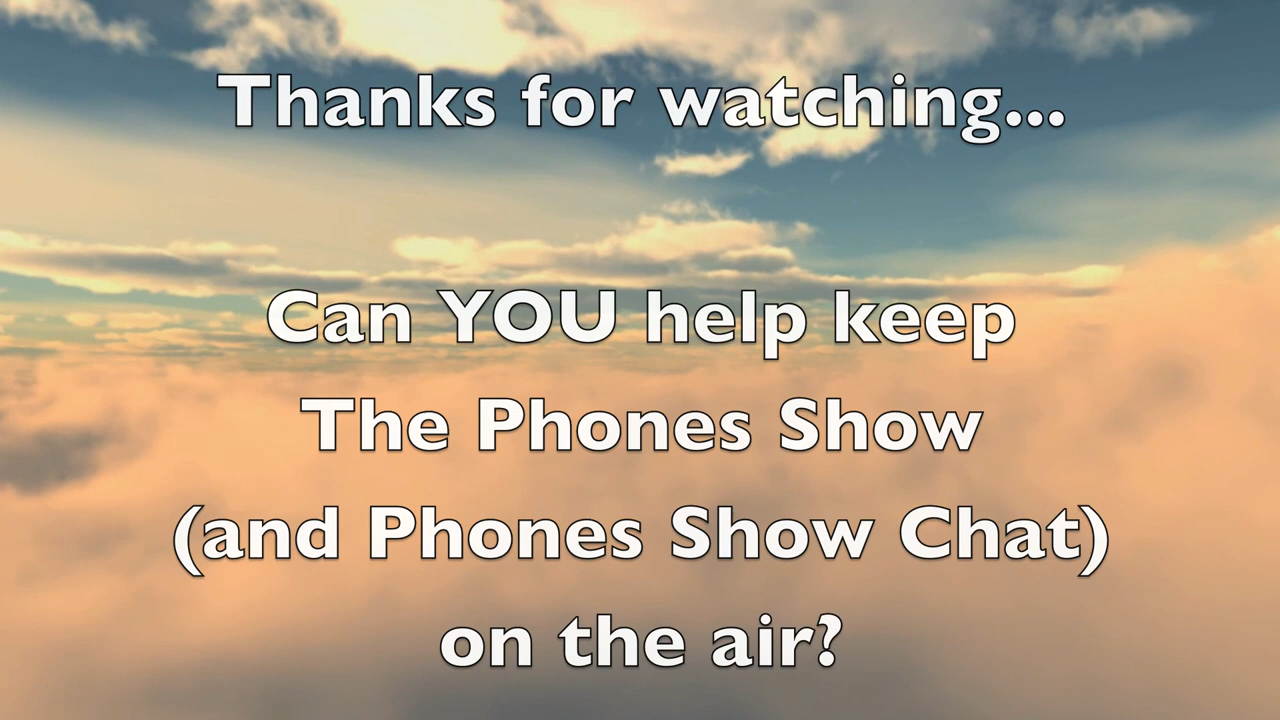 Thanks for watching...
Can YOU help keep
The Phones Show
(and Phones Show Chat)
on the air?